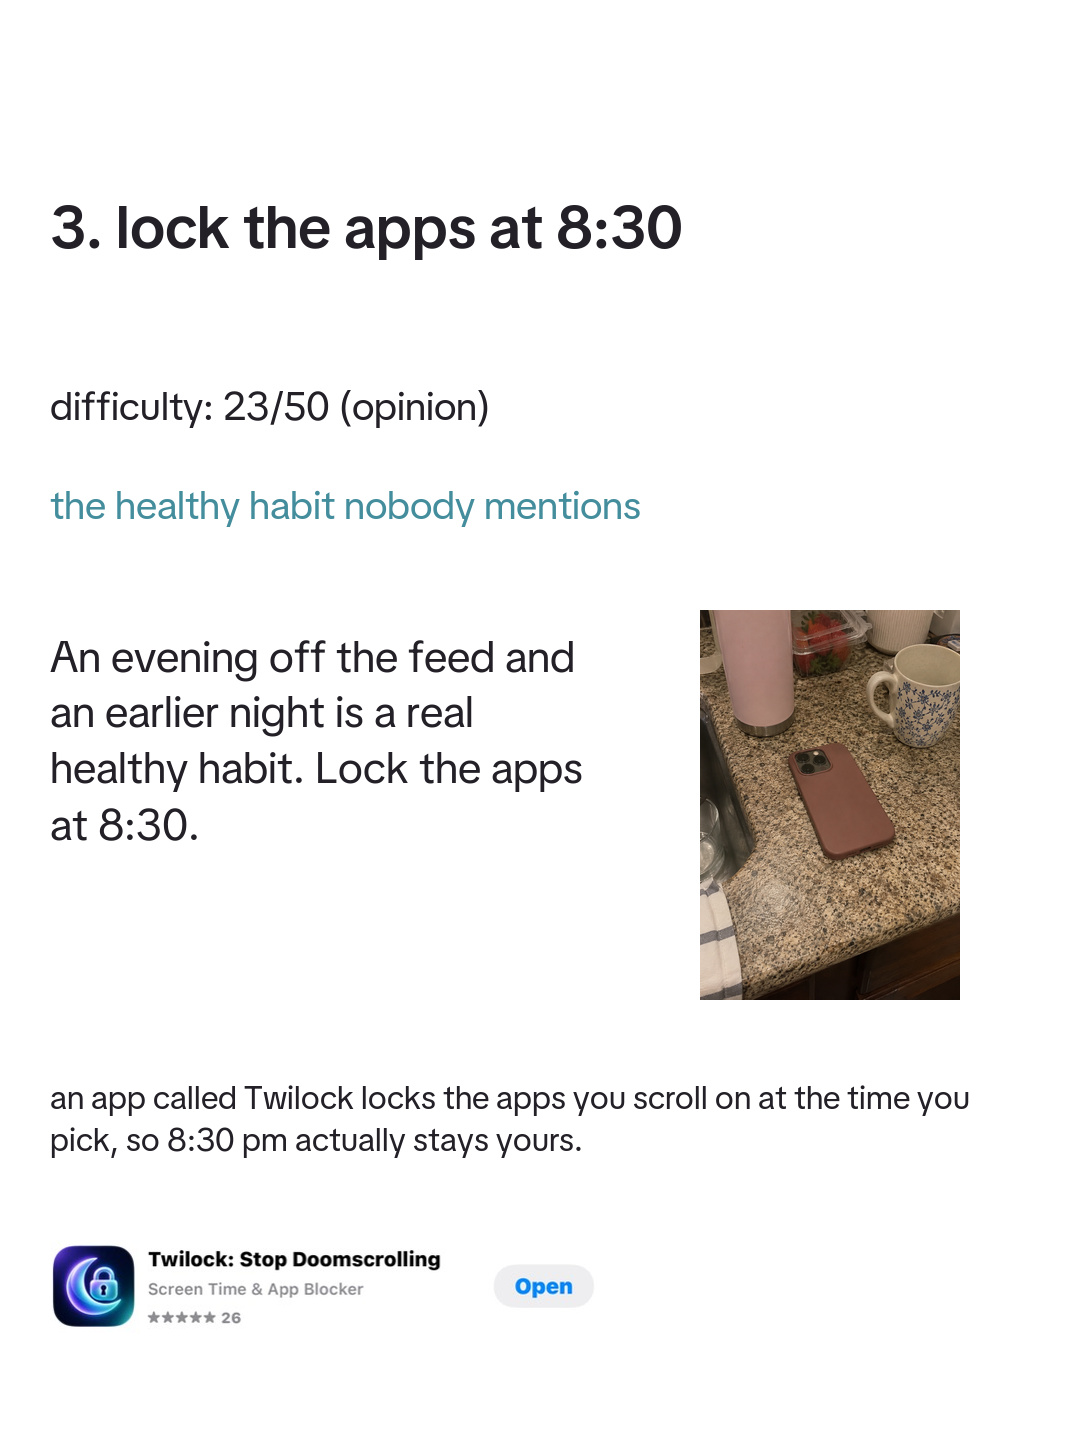 3. lock the apps at 8:30
difficulty: 23/50 (opinion)
the healthy habit nobody mentions
An evening off the feed and
an earlier night is a real
healthy habit. Lock the apps
at 8:30.
an app called Twilock locks the apps you scroll on at the time you
pick, so 8:30 pm actually stays yours.
Twilock: Stop Doomscrolling
Screen Time & App Blocker
★★★★★ 26
Open